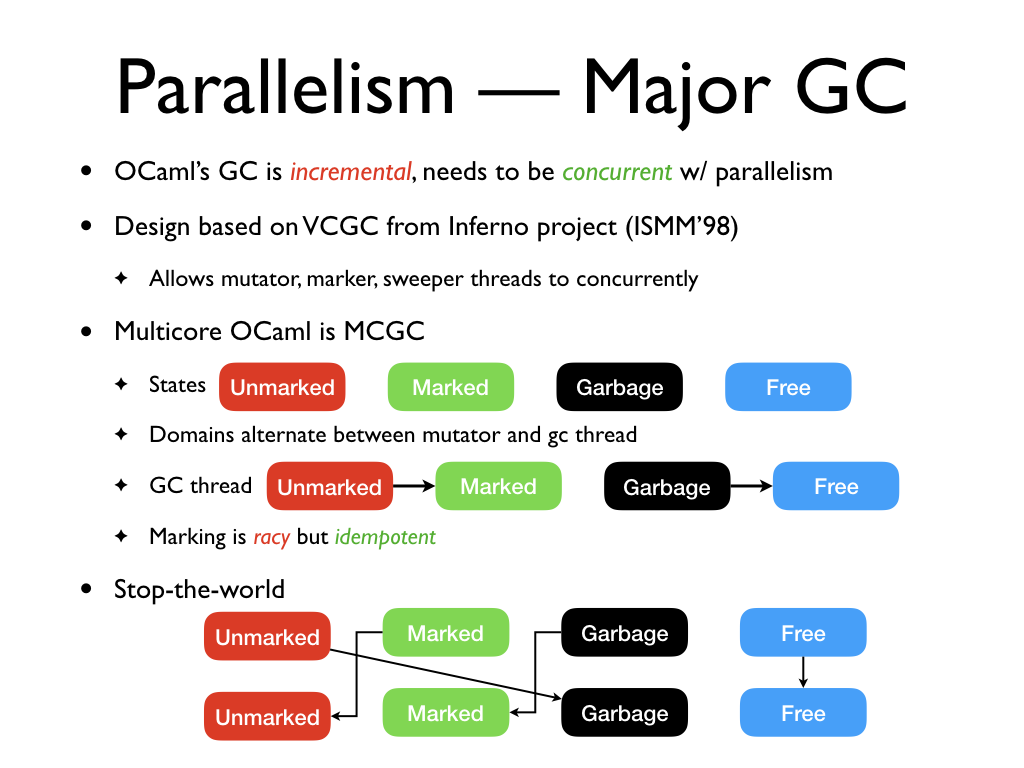 Parallelism — Major GC
• OCaml’s GC is incremental, needs to be concurrent w/ parallelism
• Design based on VCGC from Inferno project (ISMM’98)
✦ Allows mutator, marker, sweeper threads to concurrently
• Multicore OCaml is MCGC
✦ States Unmarked Marked Garbage Free
✦ Domains alternate between mutator and gc thread
✦ GC thread Unmarked Marked Garbage Free
✦ Marking is racy but idempotent
• Stop-the-world
Unmarked Marked Garbage Free
Unmarked Marked Garbage Free